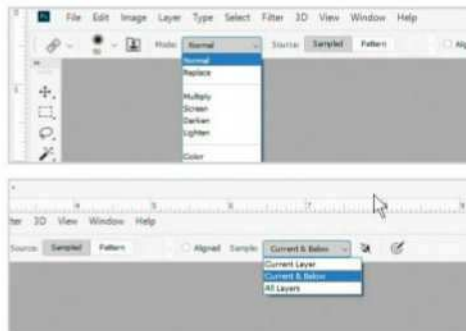 Ps File Edit Image Layer Type Select Filter 3D View Window Help
Mode: Normal Source: Sampled Pattern
Normal
Replace
Multiply
Screen
Darken
Lighten
Color
ter 3D View Window Help
Source: Sampled Pattern Aligned Sample: Current & Below
Current Layer
Current & Below
All Layers